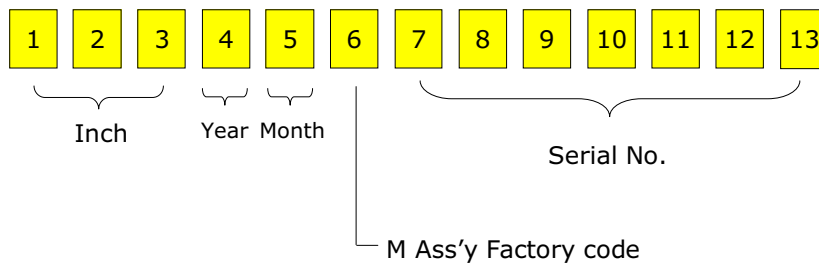 1 2 3 4 5 6 7 8 9 10 11 12 13
Inch Year Month Serial No.
M Ass’y Factory code